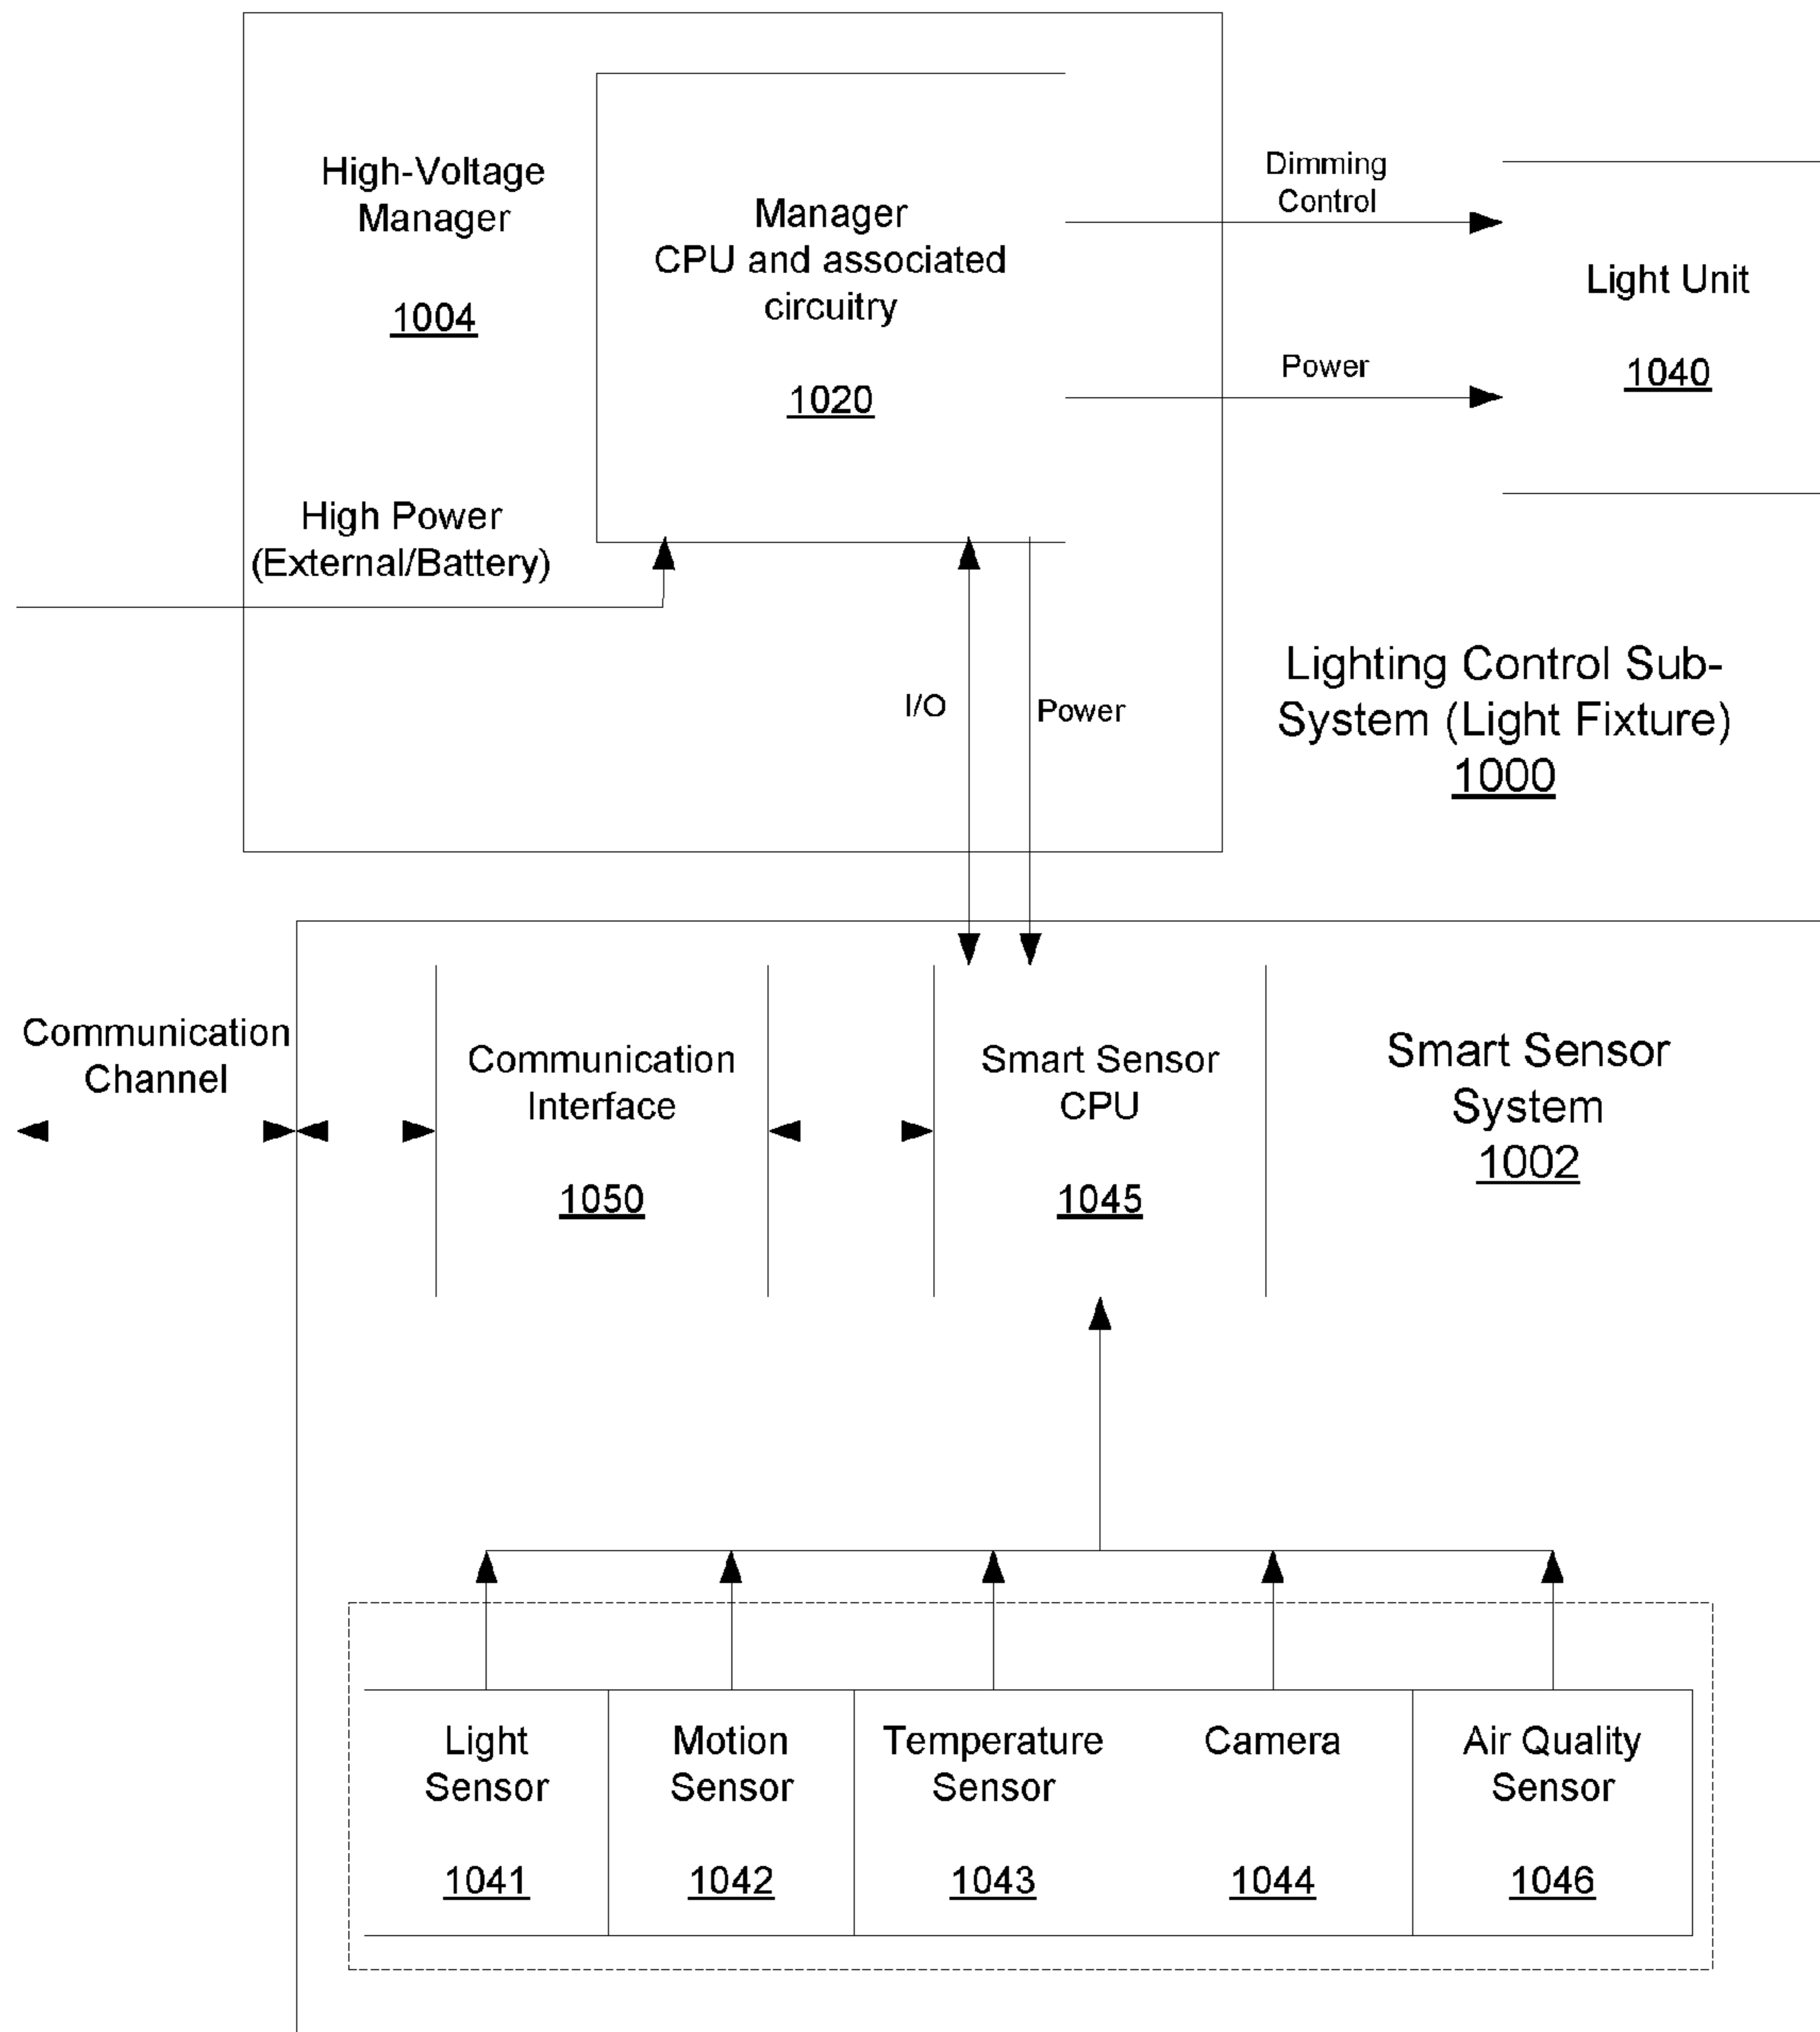 High-Voltage
Manager
1004
Manager
CPU and associated
circuitry
1020
Dimming
Control
Power
Light Unit
1040
High Power
(External/Battery)
I/O
Power
Lighting Control Sub-
System (Light Fixture)
1000
Communication
Channel
Communication
Interface
1050
Smart Sensor
CPU
1045
Smart Sensor
System
1002
Light
Sensor
1041
Motion
Sensor
1042
Temperature
Sensor
1043
Camera
1044
Air Quality
Sensor
1046